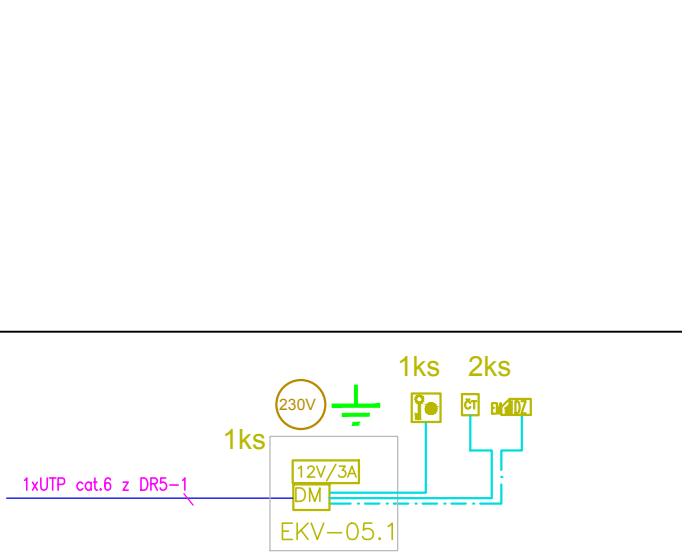 1ks 2ks
230V
ČT
DZ
1ks
12V/3A
1xUTP cat.6 z DR5-1
DM
EKV-05.1